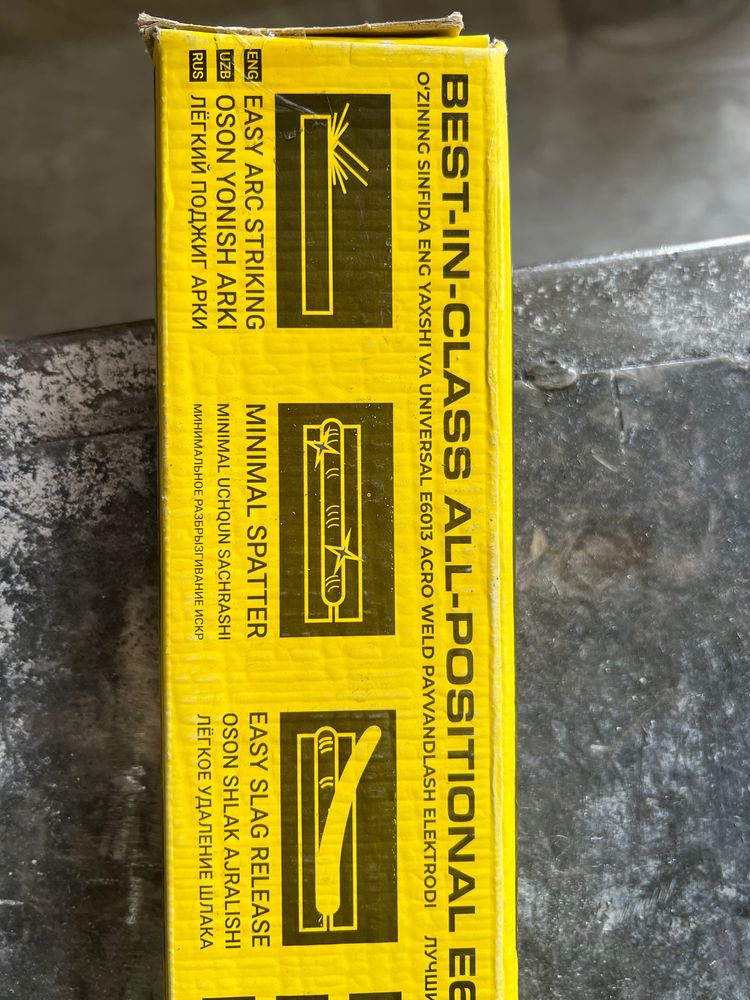 BEST-IN-CLASS ALL-POSITIONAL E6
O'ZINING SINFIDA ENG YAXSHI VA UNIVERSAL E6013 ACRO WELD PAYVANDLASH ELEKTRODI ЛУЧШИ
ENG EASY ARC STRIKING
UZB OSON YONISH ARKI
RUS ЛЁГКИЙ ПОДЖИГ АРКИ
MINIMAL SPATTER
MINIMAL UCHQUN SACHRASHI
МИНИМАЛЬНОЕ РАЗБРЫЗГИВАНИЕ ИСКР
EASY SLAG RELEASE
OSON SHLAK AJRALISHI
ЛЁГКОЕ УДАЛЕНИЕ ШЛАКА